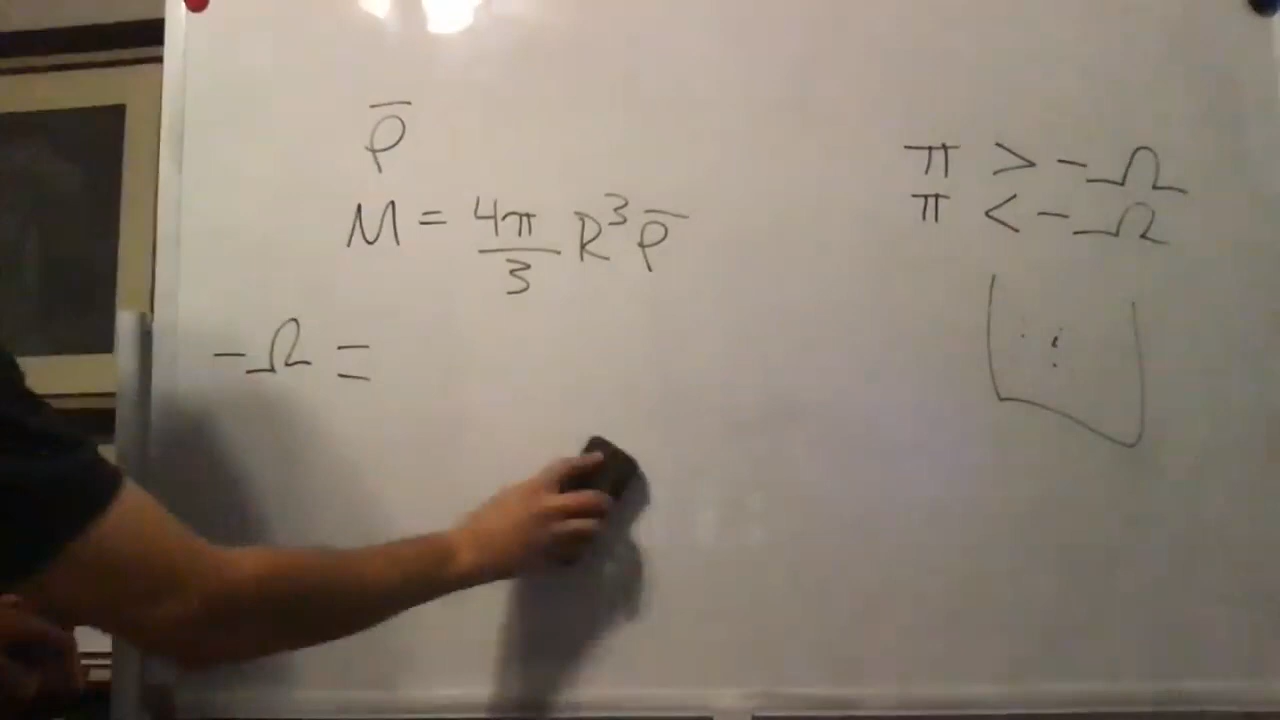 ρ̅
M = 4π/3 R³ ρ̅
-Ω =
π > -Ω
π < -Ω